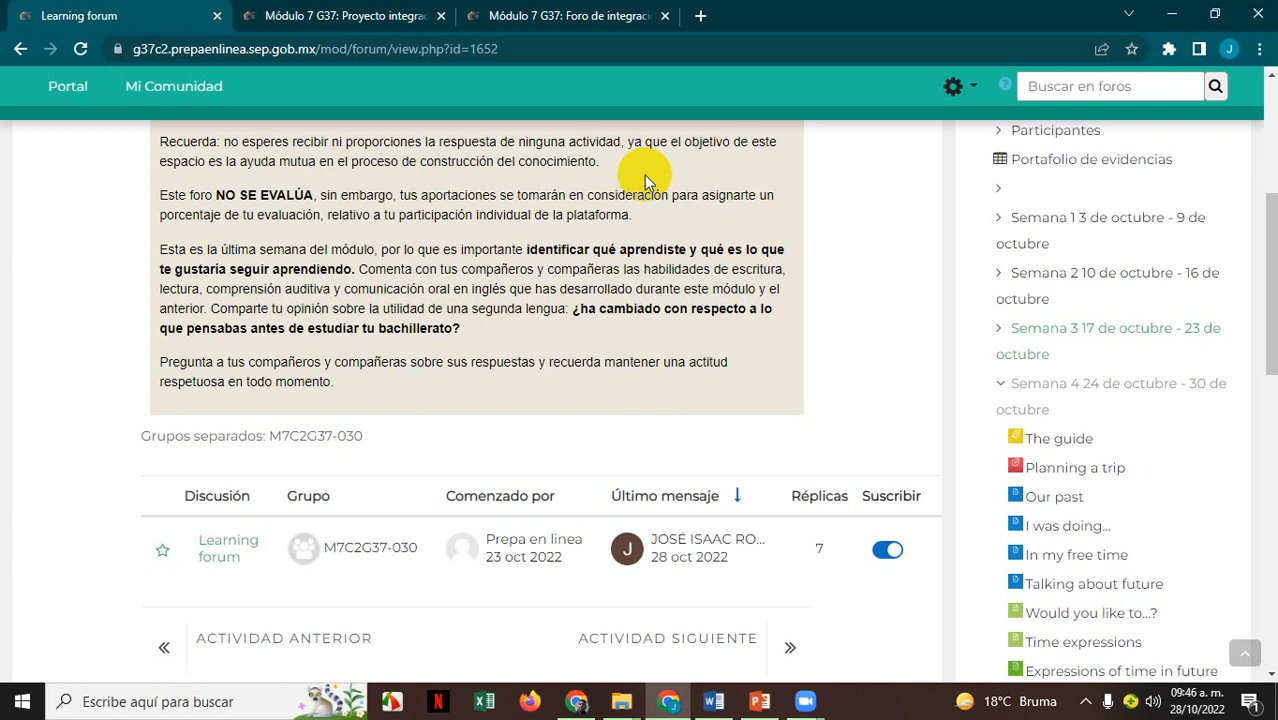 Learning forum
Módulo 7 G37: Proyecto integrad
Módulo 7 G37: Foro de integraci
g37c2.prepaenlinea.sep.gob.mx/mod/forum/view.php?id=1652
J
Portal
Mi Comunidad
Buscar en foros
Recuerda: no esperes recibir ni proporciones la respuesta de ninguna actividad, ya que el objetivo de este
espacio es la ayuda mutua en el proceso de construcción del conocimiento.
Este foro NO SE EVALÚA, sin embargo, tus aportaciones se tomarán en consideración para asignarte un
porcentaje de tu evaluación, relativo a tu participación individual de la plataforma.
Esta es la última semana del módulo, por lo que es importante identificar qué aprendiste y qué es lo que
te gustaría seguir aprendiendo. Comenta con tus compañeros y compañeras las habilidades de escritura,
lectura, comprensión auditiva y comunicación oral en inglés que has desarrollado durante este módulo y el
anterior. Comparte tu opinión sobre la utilidad de una segunda lengua: ¿ha cambiado con respecto a lo
que pensabas antes de estudiar tu bachillerato?
Pregunta a tus compañeros y compañeras sobre sus respuestas y recuerda mantener una actitud
respetuosa en todo momento.
Grupos separados: M7C2G37-030
Discusión
Grupo
Comenzado por
Último mensaje
Réplicas
Suscribir
Learning
forum
M7C2G37-030
Prepa en linea
23 oct 2022
J
JOSÉ ISAAC RO...
28 oct 2022
7
ACTIVIDAD ANTERIOR
ACTIVIDAD SIGUIENTE
Participantes
Portafolio de evidencias
Semana 1 3 de octubre - 9 de
octubre
Semana 2 10 de octubre - 16 de
octubre
Semana 3 17 de octubre - 23 de
octubre
Semana 4 24 de octubre - 30 de
octubre
The guide
Planning a trip
Our past
I was doing...
In my free time
Talking about future
Would you like to...?
Time expressions
Expressions of time in future
Escribe aquí para buscar
18°C Bruma
09:46 a. m.
28/10/2022
1